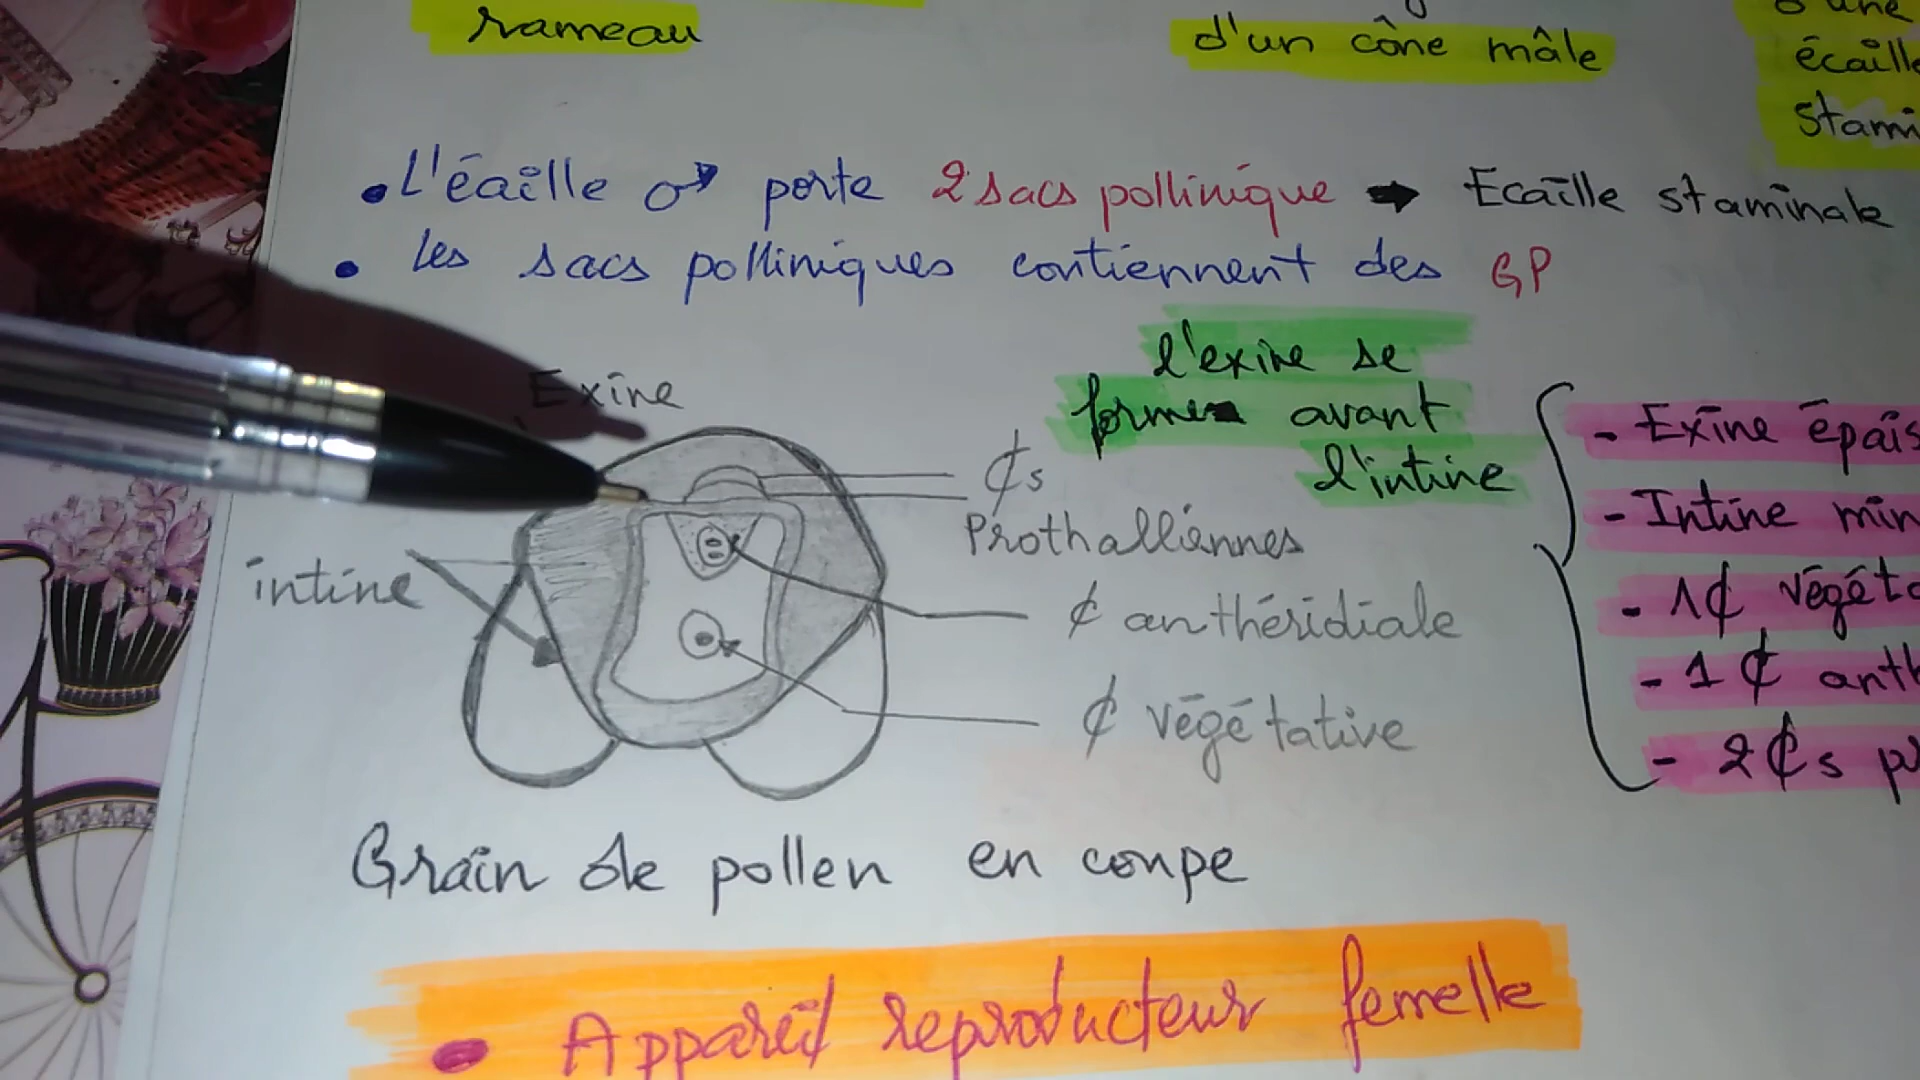 rameau
d'un cône mâle
écaille
• L'écaille ♂ porte 2 sacs pollinique → Ecaille staminale
• les sacs polliniques contiennent des GP
Exine
l'exine se
forme avant
l'intine
¢s
Prothalliennes
intine
¢ anthéridiale
¢ végétative
- Exine épais
- Intine min
- 1¢ végéta
- 1¢ anth
- 2¢s pr
Grain de pollen en coupe
• Appareil reproducteur femelle